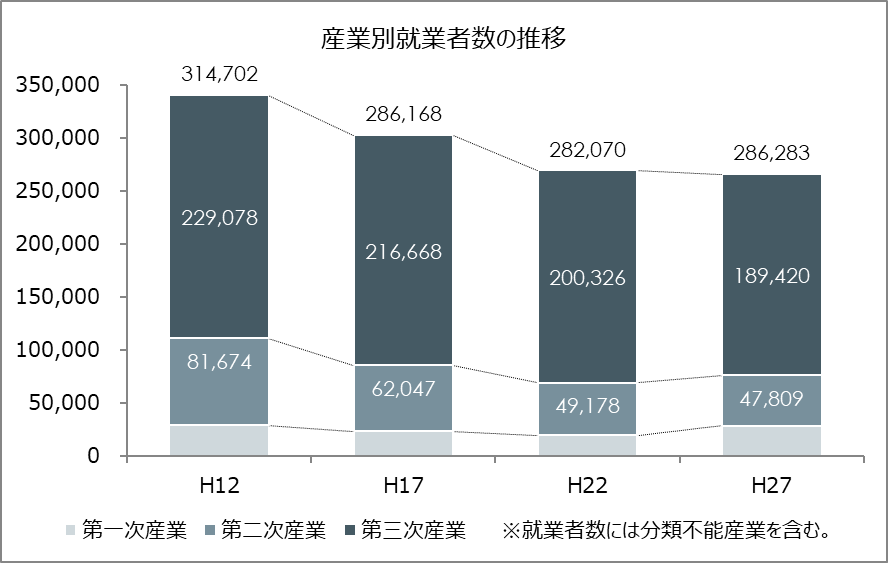 産業別就業者数の推移
350,000
300,000
250,000
200,000
150,000
100,000
50,000
0
314,702
286,168
282,070
286,283
229,078
216,668
200,326
189,420
81,674
62,047
49,178
47,809
H12
H17
H22
H27
第一次産業
第二次産業
第三次産業
※就業者数には分類不能産業を含む。